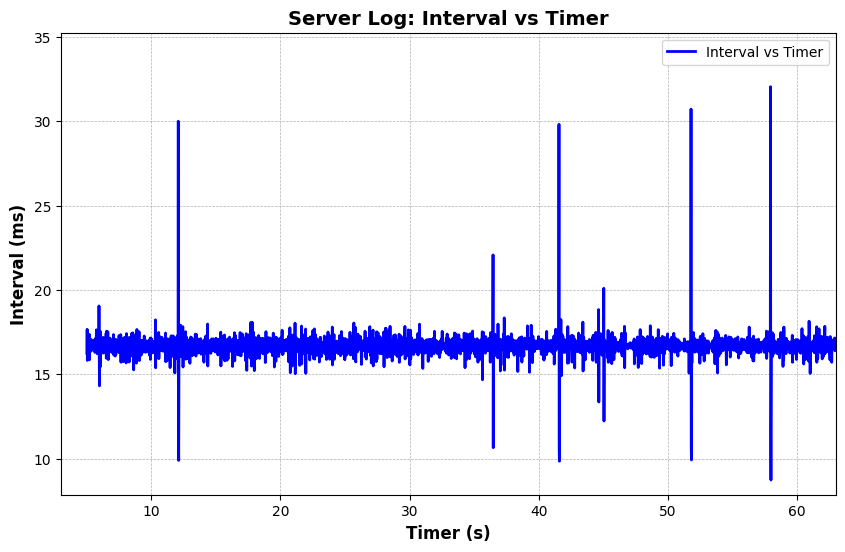 Server Log: Interval vs Timer
Interval vs Timer
35
30
25
20
15
10
Interval (ms)
10 20 30 40 50 60
Timer (s)